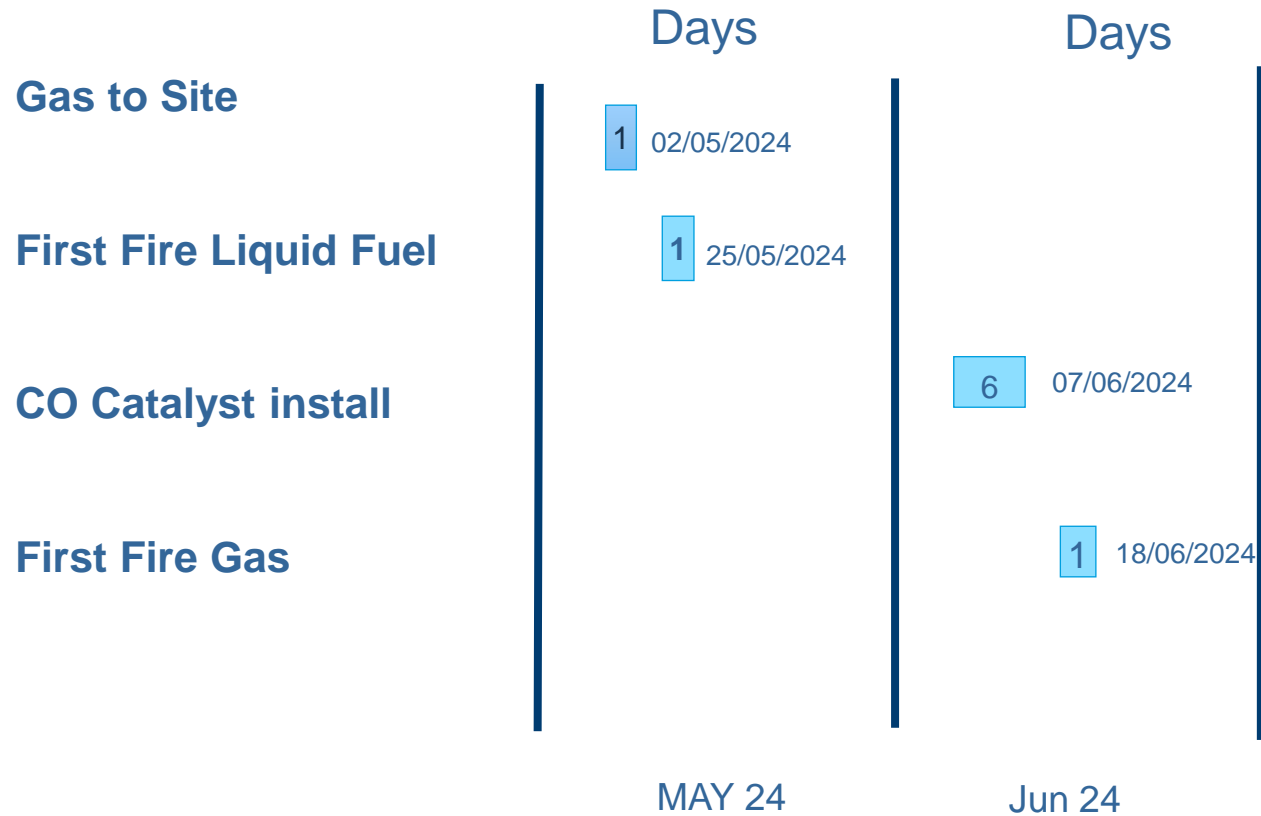 Days
Days
Gas to Site
1
02/05/2024
First Fire Liquid Fuel
1
25/05/2024
CO Catalyst install
6
07/06/2024
First Fire Gas
1
18/06/2024
MAY 24
Jun 24